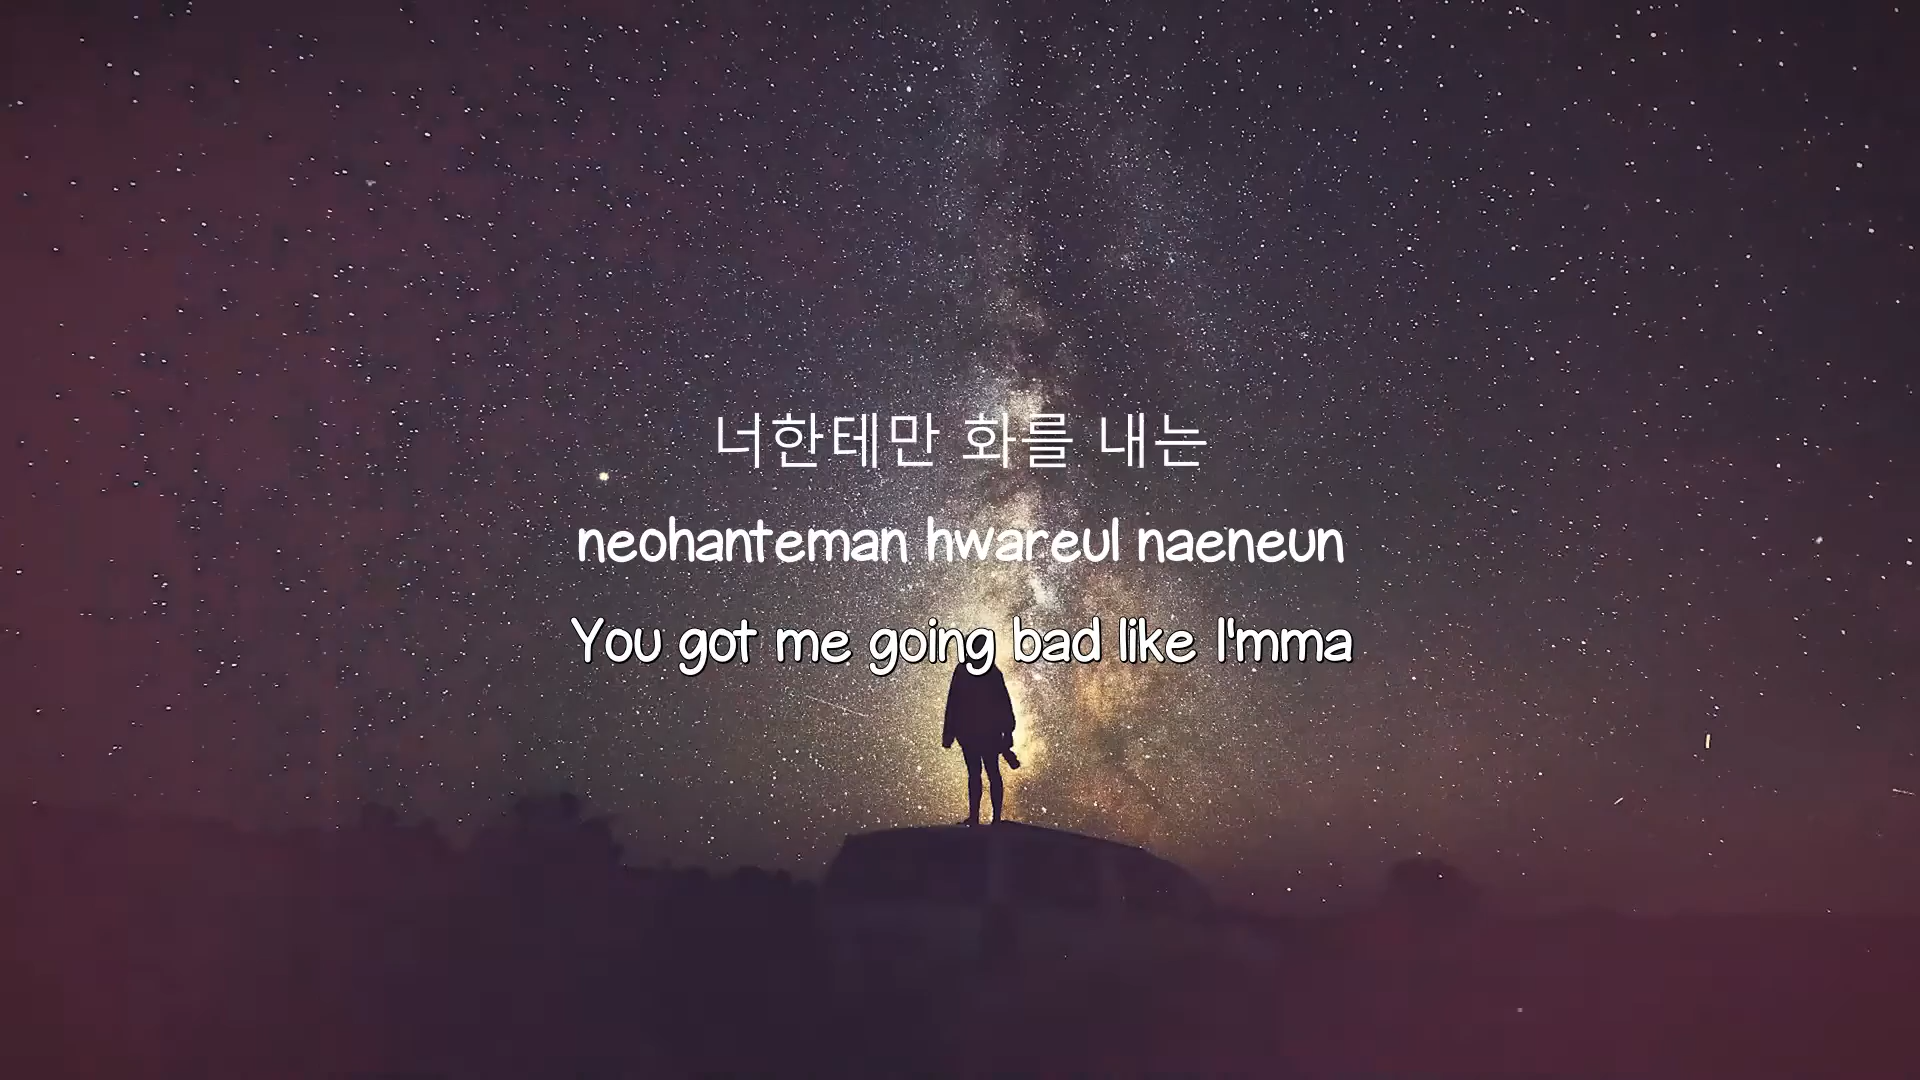 너한테만 화를 내는
neohanteman hwareul naeneun
You got me going bad like I'mma